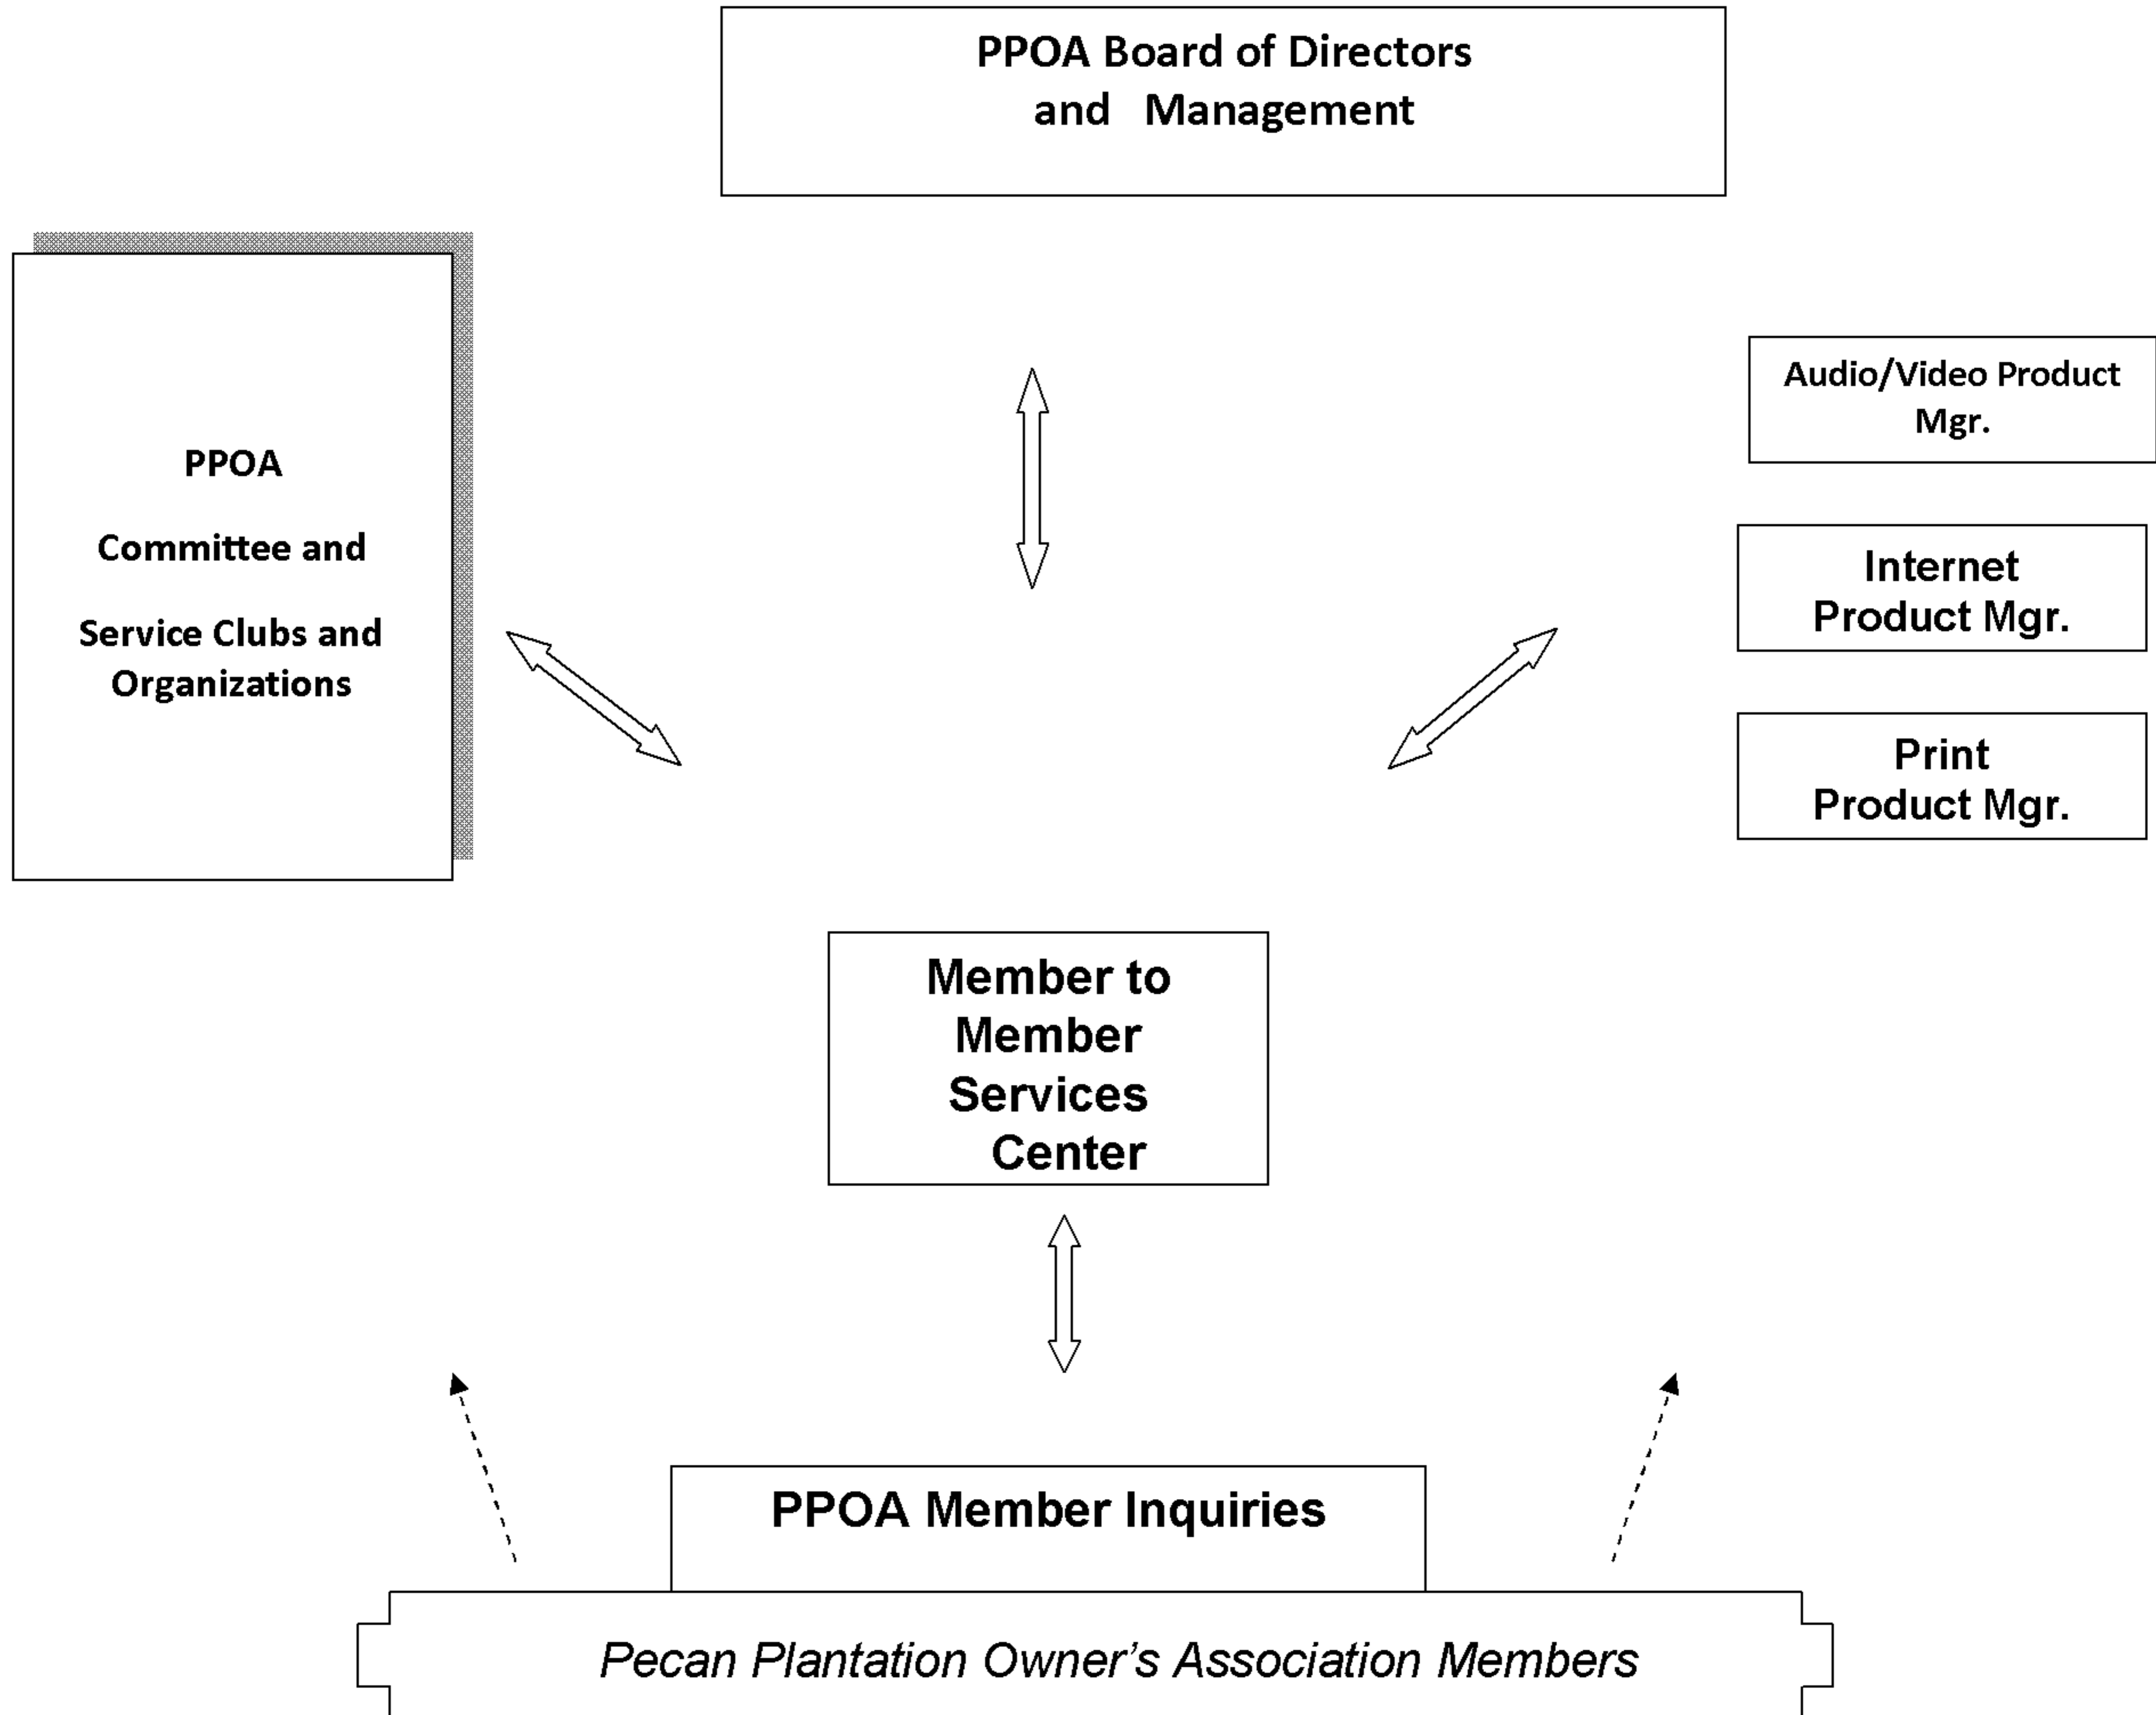 PPOA Board of Directors
and Management
PPOA
Committee and
Service Clubs and
Organizations
Audio/Video Product
Mgr.
Internet
Product Mgr.
Print
Product Mgr.
Member to
Member
Services
Center
PPOA Member Inquiries
Pecan Plantation Owner’s Association Members